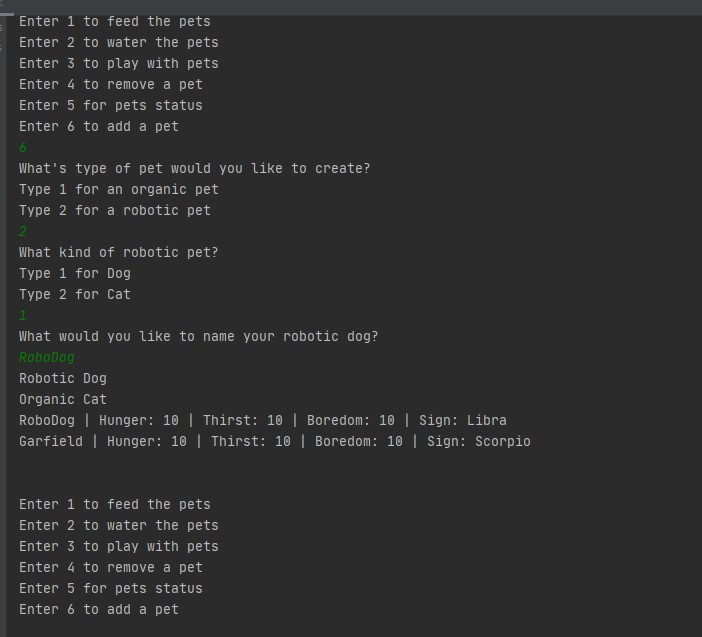 Enter 1 to feed the pets
Enter 2 to water the pets
Enter 3 to play with pets
Enter 4 to remove a pet
Enter 5 for pets status
Enter 6 to add a pet
6
What's type of pet would you like to create?
Type 1 for an organic pet
Type 2 for a robotic pet
2
What kind of robotic pet?
Type 1 for Dog
Type 2 for Cat
1
What would you like to name your robotic dog?
RoboDog
Robotic Dog
Organic Cat
RoboDog | Hunger: 10 | Thirst: 10 | Boredom: 10 | Sign: Libra
Garfield | Hunger: 10 | Thirst: 10 | Boredom: 10 | Sign: Scorpio
Enter 1 to feed the pets
Enter 2 to water the pets
Enter 3 to play with pets
Enter 4 to remove a pet
Enter 5 for pets status
Enter 6 to add a pet